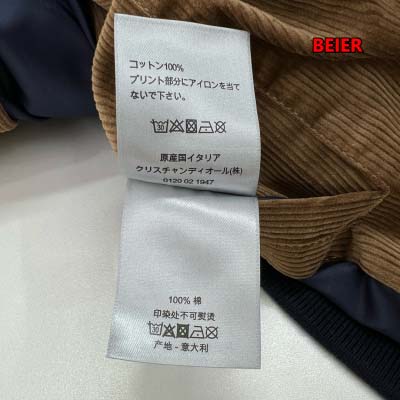 BEIER
コットン100%
プリント部分にアイロンを当て
ないで下さい。
原産国イタリア
クリスチャンディオール(株)
0120 02 1947
100% 棉
印染处不可熨烫
产地 - 意大利